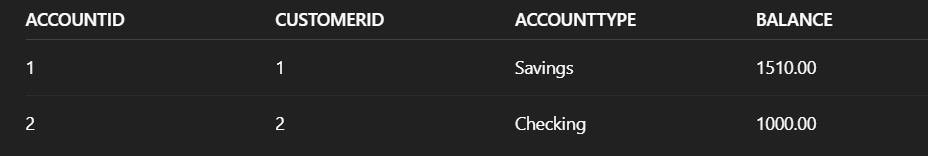 ACCOUNTID CUSTOMERID ACCOUNTTYPE BALANCE
1 1 Savings 1510.00
2 2 Checking 1000.00